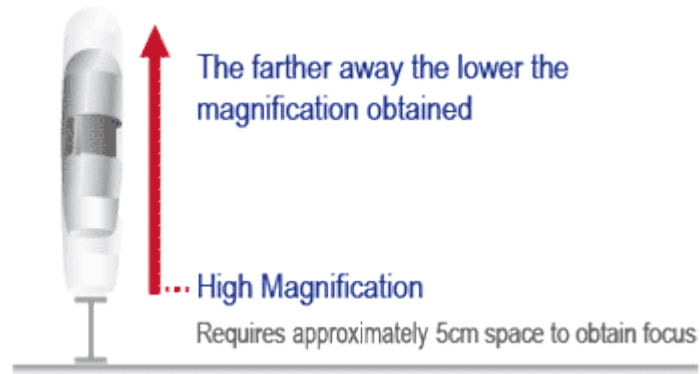 The farther away the lower the
magnification obtained
High Magnification
Requires approximately 5cm space to obtain focus